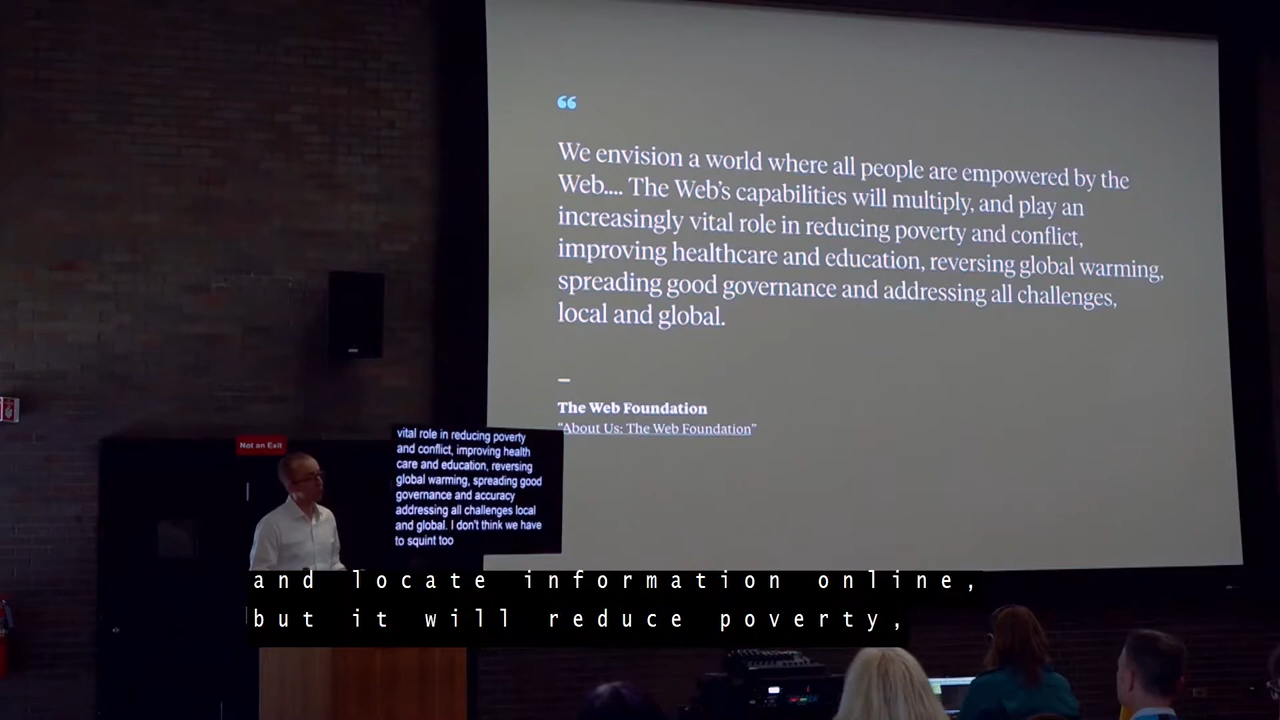 “
We envision a world where all people are empowered by the
Web.... The Web’s capabilities will multiply, and play an
increasingly vital role in reducing poverty and conflict,
improving healthcare and education, reversing global warming,
spreading good governance and addressing all challenges,
local and global.
—
The Web Foundation
“About Us: The Web Foundation”
Not an Exit
vital role in reducing poverty
and conflict, improving health
care and education, reversing
global warming, spreading good
governance and accuracy
addressing all challenges local
and global. I don't think we have
to squint too
and locate information online,
but it will reduce poverty,